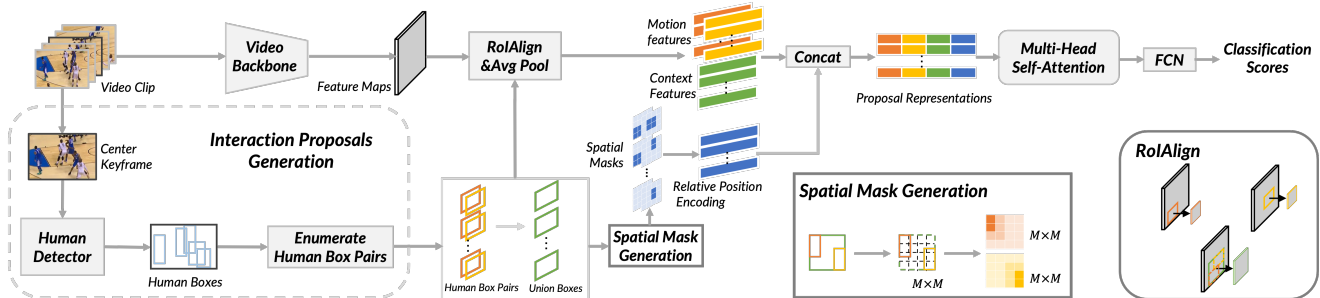 Video Clip
Video
Backbone
Feature Maps
RoIAlign
&Avg Pool
Motion
features
Context
Features
Concat
Proposal Representations
Multi-Head
Self-Attention
FCN
Classification
Scores
Center
Keyframe
Interaction Proposals
Generation
Human
Detector
Human Boxes
Enumerate
Human Box Pairs
Human Box Pairs
Union Boxes
Spatial Mask
Generation
Spatial
Masks
Relative Position
Encoding
Spatial Mask Generation
M×M
M×M
M×M
RoIAlign